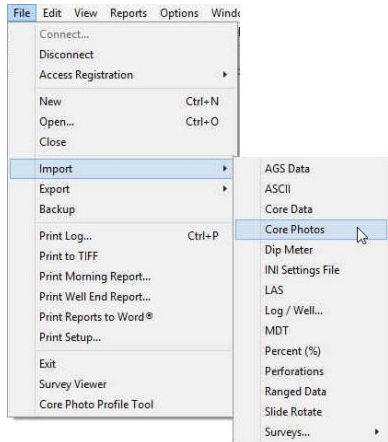 File Edit View Reports Options
Connect...
Disconnect
Access Registration
New Ctrl+N
Open... Ctrl+O
Close
Import
Export
Backup
Print Log... Ctrl+P
Print to TIFF
Print Morning Report...
Print Well End Report...
Print Reports to Word®
Print Setup...
Exit
Survey Viewer
Core Photo Profile Tool
AGS Data
ASCII
Core Data
Core Photos
Dip Meter
INI Settings File
LAS
Log / Well...
MDT
Percent (%)
Perforations
Ranged Data
Slide Rotate
Surveys...